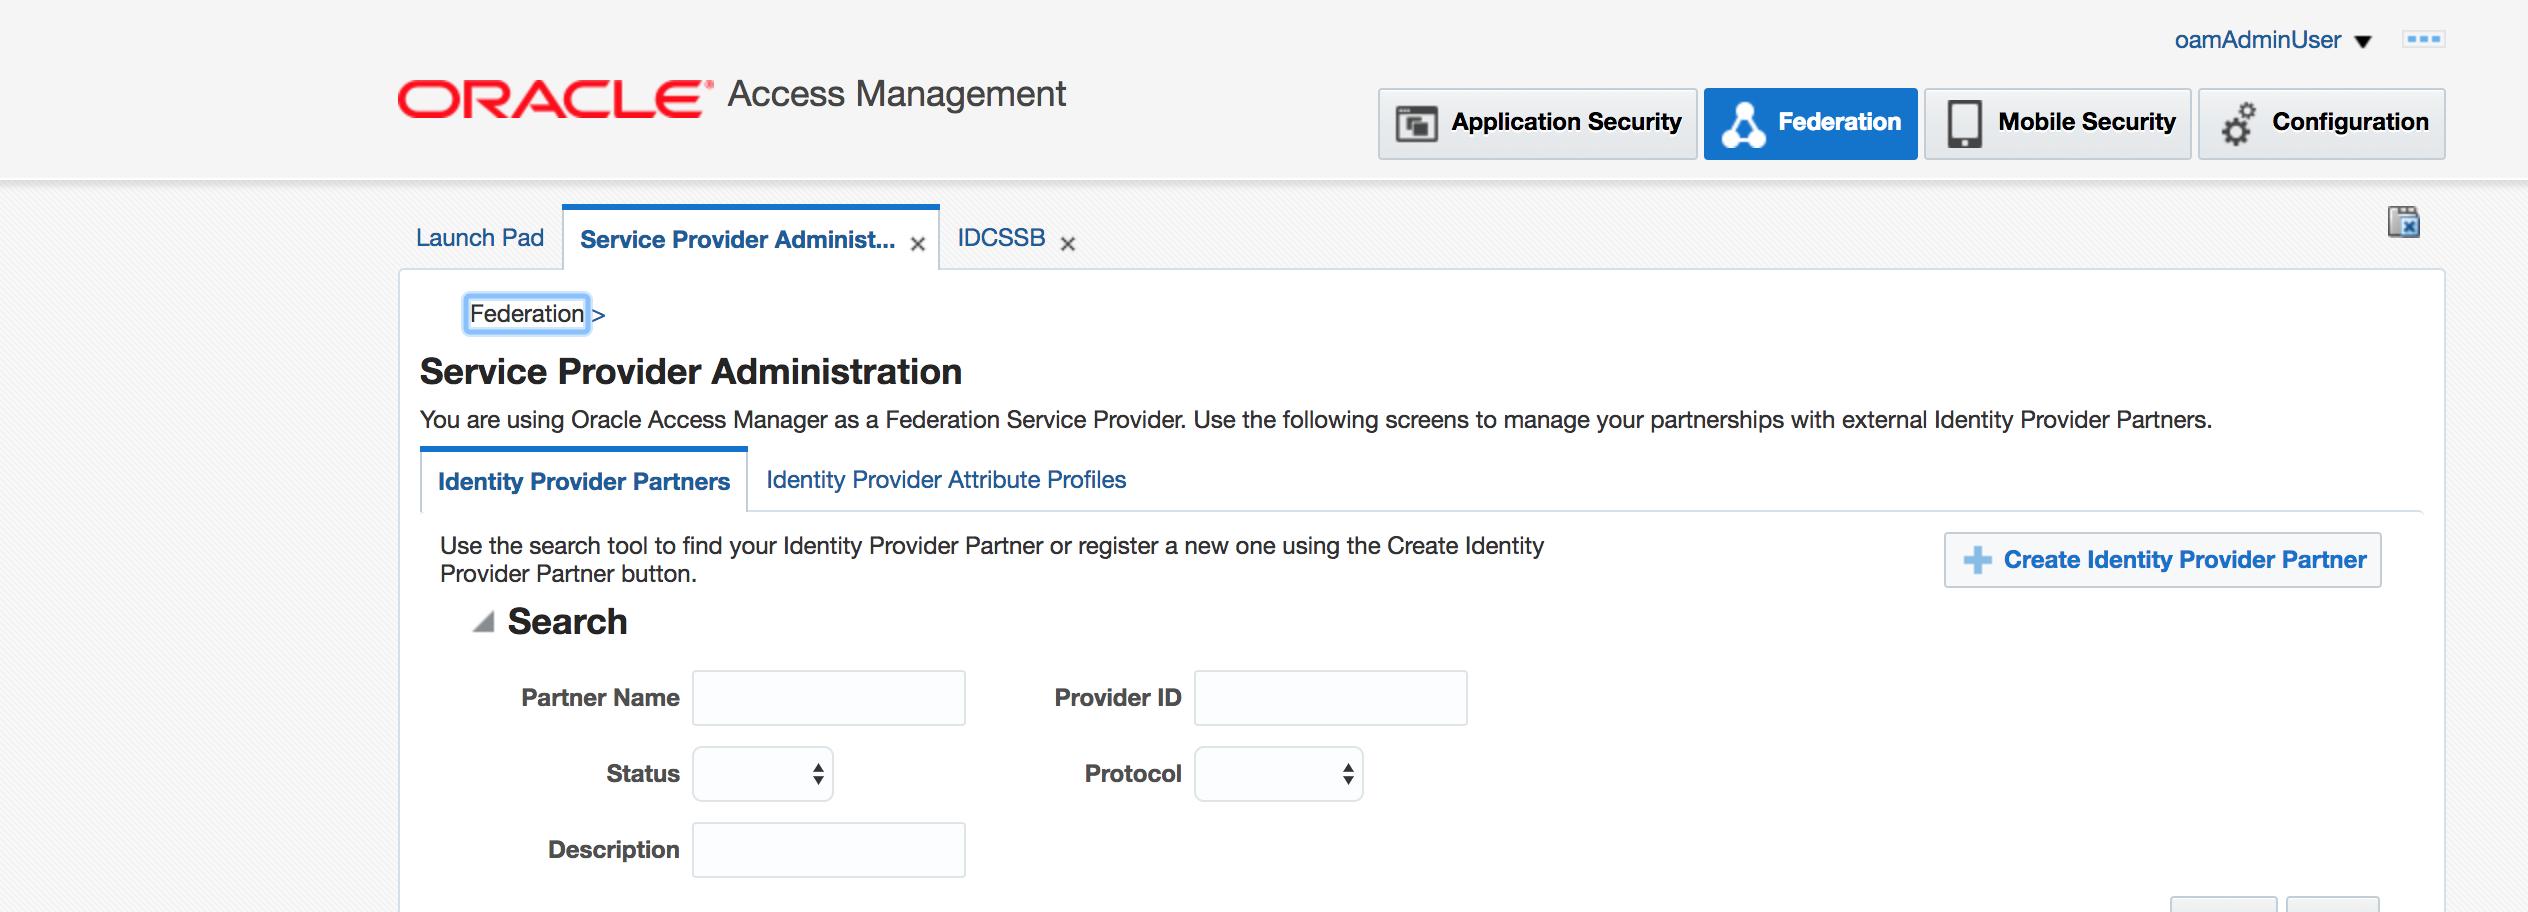 oamAdminUser
ORACLE® Access Management
Application Security
Federation
Mobile Security
Configuration
Launch Pad
Service Provider Administ...
IDCSSB
Federation >
Service Provider Administration
You are using Oracle Access Manager as a Federation Service Provider. Use the following screens to manage your partnerships with external Identity Provider Partners.
Identity Provider Partners
Identity Provider Attribute Profiles
Use the search tool to find your Identity Provider Partner or register a new one using the Create Identity
Provider Partner button.
Create Identity Provider Partner
Search
Partner Name
Provider ID
Status
Protocol
Description